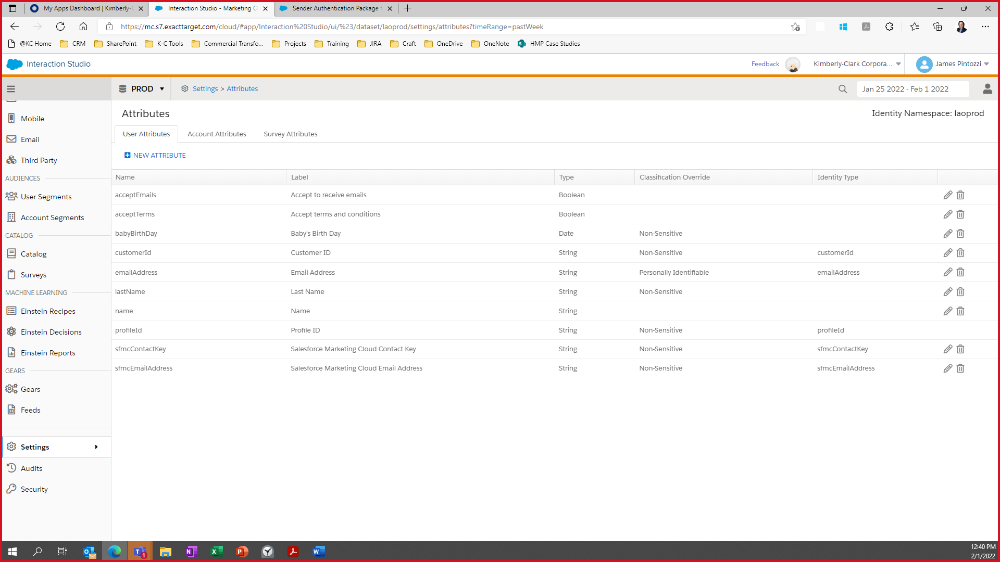 My Apps Dashboard | Kimberly-C
Interaction Studio - Marketing Cl
Sender Authentication Package f
https://mc.s7.exacttarget.com/cloud/#app/Interaction%20Studio/ui/%23/dataset/laoprod/settings/attributes?timeRange=pastWeek
@KC Home CRM SharePoint K-C Tools Commercial Transfo... Projects Training JIRA Craft OneDrive OneNote HMP Case Studies
Interaction Studio
Feedback
Kimberly-Clark Corpora...
James Pintozzi
PROD
Settings > Attributes
Jan 25 2022 - Feb 1 2022
Mobile
Email
Third Party
AUDIENCES
User Segments
Account Segments
CATALOG
Catalog
Surveys
MACHINE LEARNING
Einstein Recipes
Einstein Decisions
Einstein Reports
GEARS
Gears
Feeds
Settings
Audits
Security
Attributes
Identity Namespace: laoprod
User Attributes Account Attributes Survey Attributes
NEW ATTRIBUTE
Name Label Type Classification Override Identity Type
acceptEmails Accept to receive emails Boolean
acceptTerms Accept terms and conditions Boolean
babyBirthDay Baby's Birth Day Date Non-Sensitive
customerId Customer ID String Non-Sensitive customerId
emailAddress Email Address String Personally Identifiable emailAddress
lastName Last Name String Non-Sensitive
name Name String
profileId Profile ID String Non-Sensitive profileId
sfmcContactKey Salesforce Marketing Cloud Contact Key String Non-Sensitive sfmcContactKey
sfmcEmailAddress Salesforce Marketing Cloud Email Address String Non-Sensitive sfmcEmailAddress
12:40 PM
2/1/2022